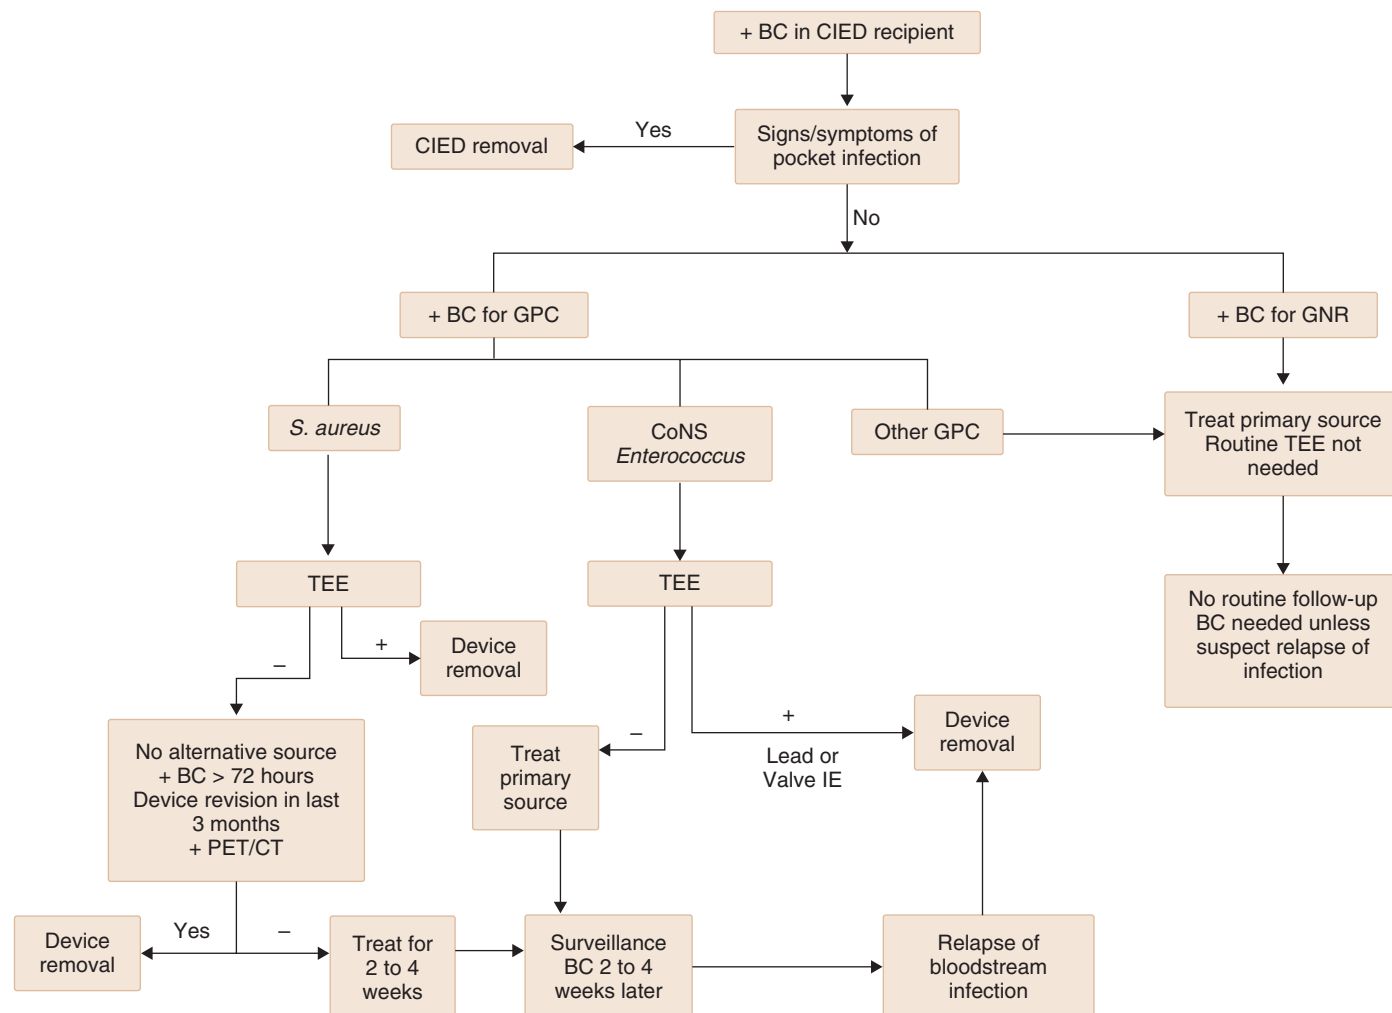 + BC in CIED recipient
Signs/symptoms of
pocket infection
Yes
CIED removal
No
+ BC for GPC
+ BC for GNR
S. aureus
CoNS
Enterococcus
Other GPC
Treat primary source
Routine TEE not
needed
TEE
TEE
No routine follow-up
BC needed unless
suspect relapse of
infection
–
+
Device
removal
No alternative source
+ BC > 72 hours
Device revision in last
3 months
+ PET/CT
–
Treat
primary
source
+
Lead or
Valve IE
Device
removal
Yes
–
Device
removal
Treat for
2 to 4
weeks
Surveillance
BC 2 to 4
weeks later
Relapse of
bloodstream
infection